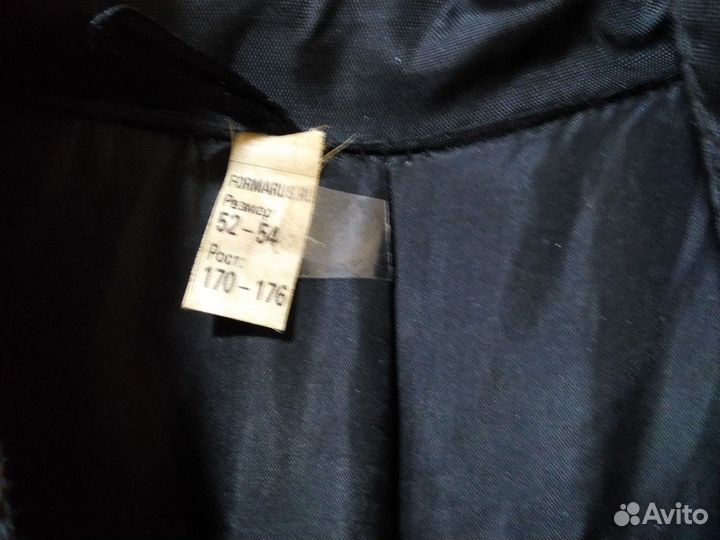 FORMARUS.RU
Размер:
52-54
Рост:
170-176
Avito